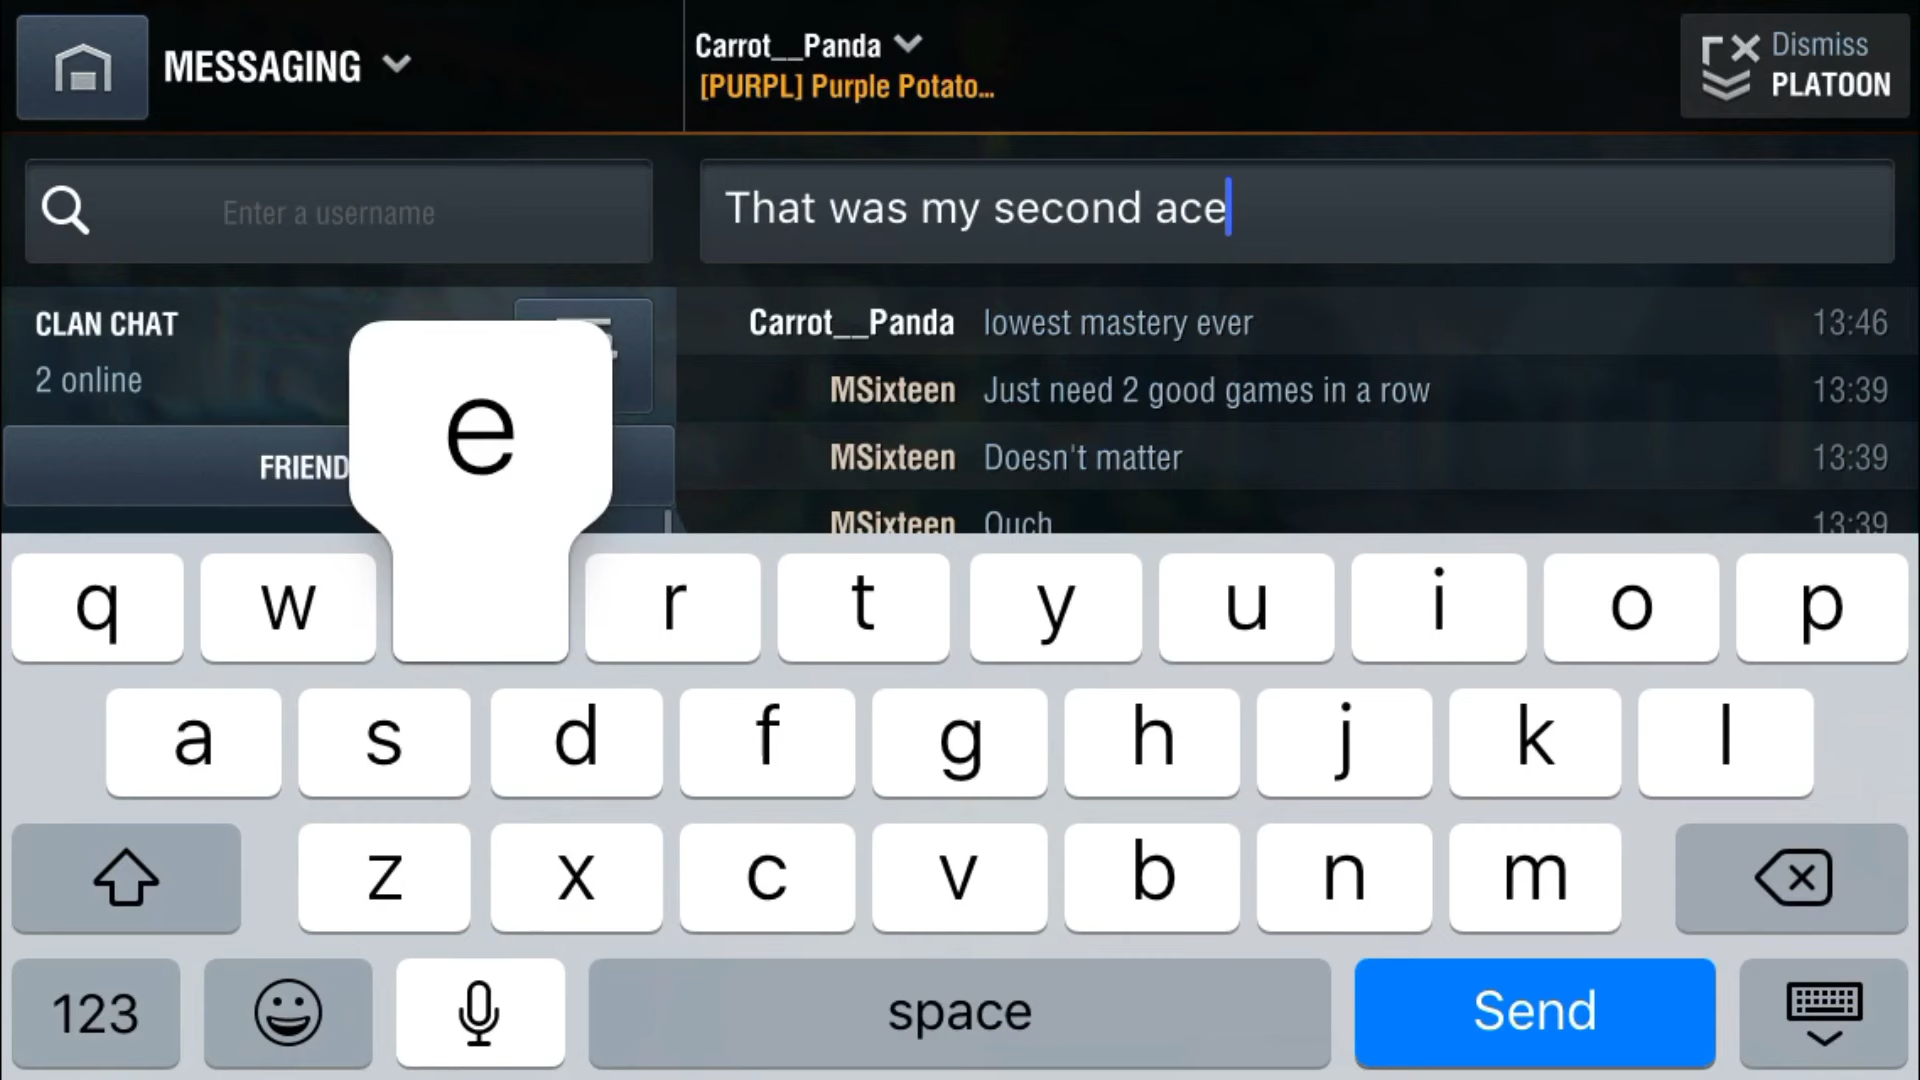 MESSAGING
Carrot__Panda
[PURPL] Purple Potato...
Dismiss
PLATOON
Enter a username
That was my second ace
CLAN CHAT
2 online
FRIEND
Carrot__Panda lowest mastery ever 13:46
MSixteen Just need 2 good games in a row 13:39
MSixteen Doesn't matter 13:39
MSixteen Ouch 13:39
e
q w r t y u i o p
a s d f g h j k l
z x c v b n m
123 space Send